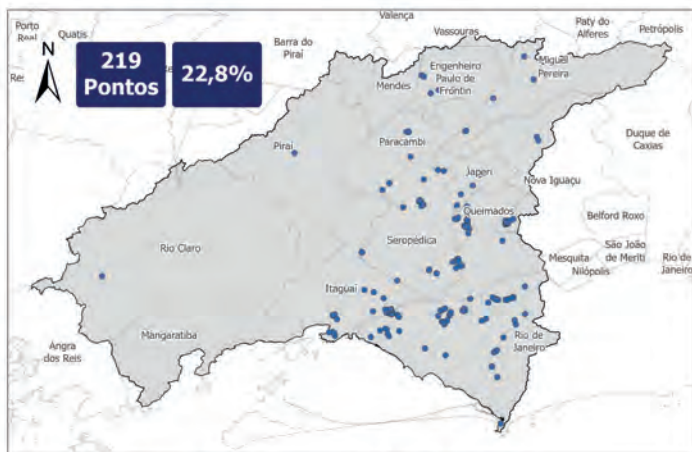 Valença
Porto
Real
Quatis
Vassouras
Paty do
Alferes
Petrópolis
N
219
Pontos
22,8%
Barra do
Piraí
Engenheiro
Paulo de
Frontin
Miguel
Pereira
Mendes
Piraí
Paracambi
Duque de
Caxias
Japeri
Nova Iguaçu
Queimados
Belford Roxo
Rio Claro
Seropédica
São João
de Meriti
Mesquita
Nilópolis
Rio de
Janeiro
Itaguaí
Mangaratiba
Rio de
Janeiro
Angra
dos Reis